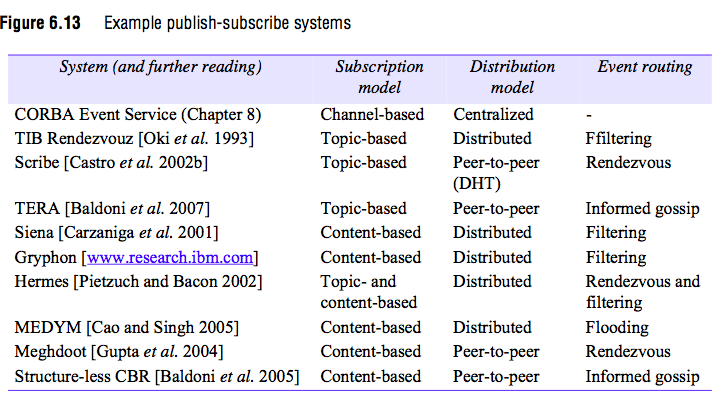 Figure 6.13 Example publish-subscribe systems
System (and further reading) Subscription model Distribution model Event routing
CORBA Event Service (Chapter 8) Channel-based Centralized -
TIB Rendezvouz [Oki et al. 1993] Topic-based Distributed Ffiltering
Scribe [Castro et al. 2002b] Topic-based Peer-to-peer (DHT) Rendezvous
TERA [Baldoni et al. 2007] Topic-based Peer-to-peer Informed gossip
Siena [Carzaniga et al. 2001] Content-based Distributed Filtering
Gryphon [www.research.ibm.com] Content-based Distributed Filtering
Hermes [Pietzuch and Bacon 2002] Topic- and content-based Distributed Rendezvous and filtering
MEDYM [Cao and Singh 2005] Content-based Distributed Flooding
Meghdoot [Gupta et al. 2004] Content-based Peer-to-peer Rendezvous
Structure-less CBR [Baldoni et al. 2005] Content-based Peer-to-peer Informed gossip